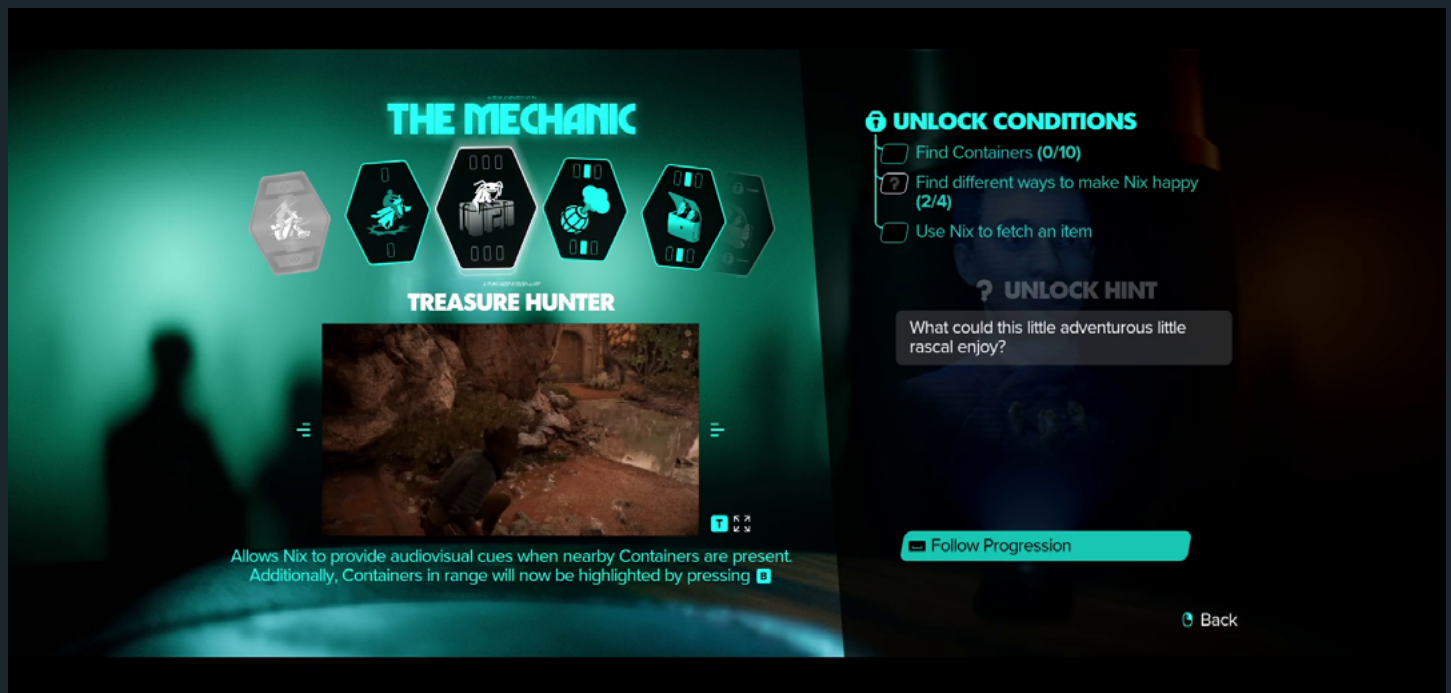 THE MECHANIC
TREASURE HUNTER
T
Allows Nix to provide audiovisual cues when nearby Containers are present.
Additionally, Containers in range will now be highlighted by pressing B
UNLOCK CONDITIONS
Find Containers (0/10)
? Find different ways to make Nix happy
(2/4)
Use Nix to fetch an item
? UNLOCK HINT
What could this little adventurous little
rascal enjoy?
Follow Progression
Back